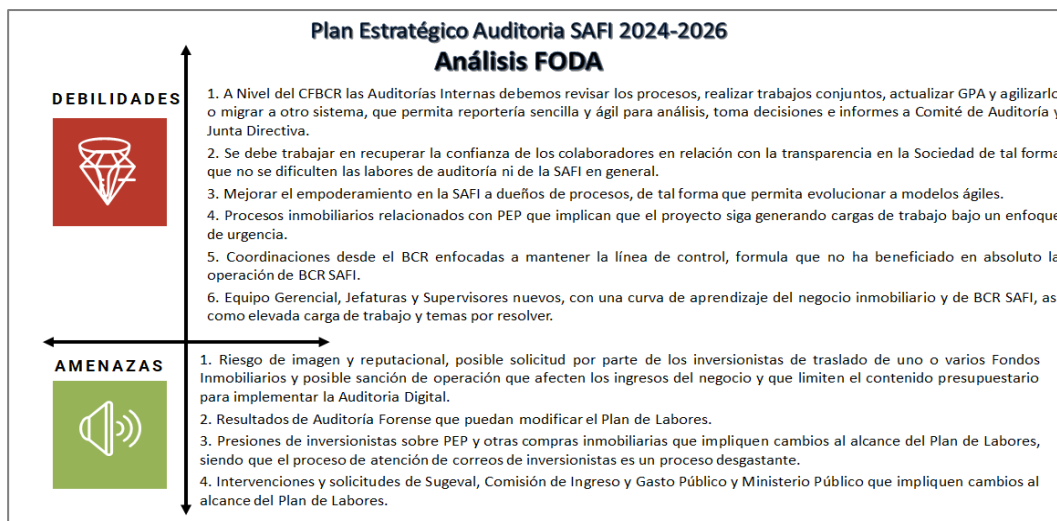 Plan Estratégico Auditoria SAFI 2024-2026
Análisis FODA
DEBILIDADES
1. A Nivel del CFBCR las Auditorías Internas debemos revisar los procesos, realizar trabajos conjuntos, actualizar GPA y agilizarlo
o migrar a otro sistema, que permita reportería sencilla y ágil para análisis, toma decisiones e informes a Comité de Auditoría y
Junta Directiva.
2. Se debe trabajar en recuperar la confianza de los colaboradores en relación con la transparencia en la Sociedad de tal forma
que no se dificulten las labores de auditoría ni de la SAFI en general.
3. Mejorar el empoderamiento en la SAFI a dueños de procesos, de tal forma que permita evolucionar a modelos ágiles.
4. Procesos inmobiliarios relacionados con PEP que implican que el proyecto siga generando cargas de trabajo bajo un enfoque
de urgencia.
5. Coordinaciones desde el BCR enfocadas a mantener la línea de control, formula que no ha beneficiado en absoluto la
operación de BCR SAFI.
6. Equipo Gerencial, Jefaturas y Supervisores nuevos, con una curva de aprendizaje del negocio inmobiliario y de BCR SAFI, as
como elevada carga de trabajo y temas por resolver.
AMENAZAS
1. Riesgo de imagen y reputacional, posible solicitud por parte de los inversionistas de traslado de uno o varios Fondos
Inmobiliarios y posible sanción de operación que afecten los ingresos del negocio y que limiten el contenido presupuestario
para implementar la Auditoria Digital.
2. Resultados de Auditoría Forense que puedan modificar el Plan de Labores.
3. Presiones de inversionistas sobre PEP y otras compras inmobiliarias que impliquen cambios al alcance del Plan de Labores,
siendo que el proceso de atención de correos de inversionistas es un proceso desgastante.
4. Intervenciones y solicitudes de Sugeval, Comisión de Ingreso y Gasto Público y Ministerio Público que impliquen cambios al
alcance del Plan de Labores.